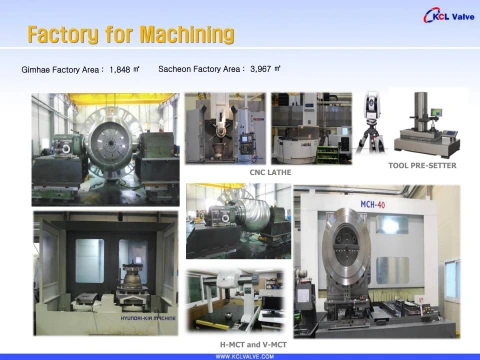 KCL Valve
Factory for Machining
Gimhae Factory Area : 1,848 ㎡
Sacheon Factory Area : 3,967 ㎡
CNC LATHE
TOOL PRE-SETTER
MCH-40
HYUNDAI-KIA MACHINE
H-MCT and V-MCT
WWW.KCLVALVE.COM